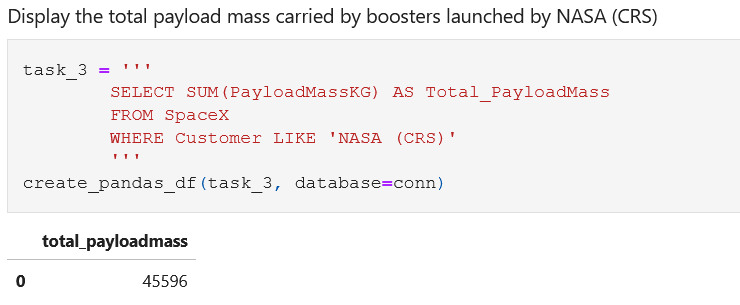 Display the total payload mass carried by boosters launched by NASA (CRS)
task_3 = '''
SELECT SUM(PayloadMassKG) AS Total_PayloadMass
FROM SpaceX
WHERE Customer LIKE 'NASA (CRS)'
'''
create_pandas_df(task_3, database=conn)
total_payloadmass
0 45596